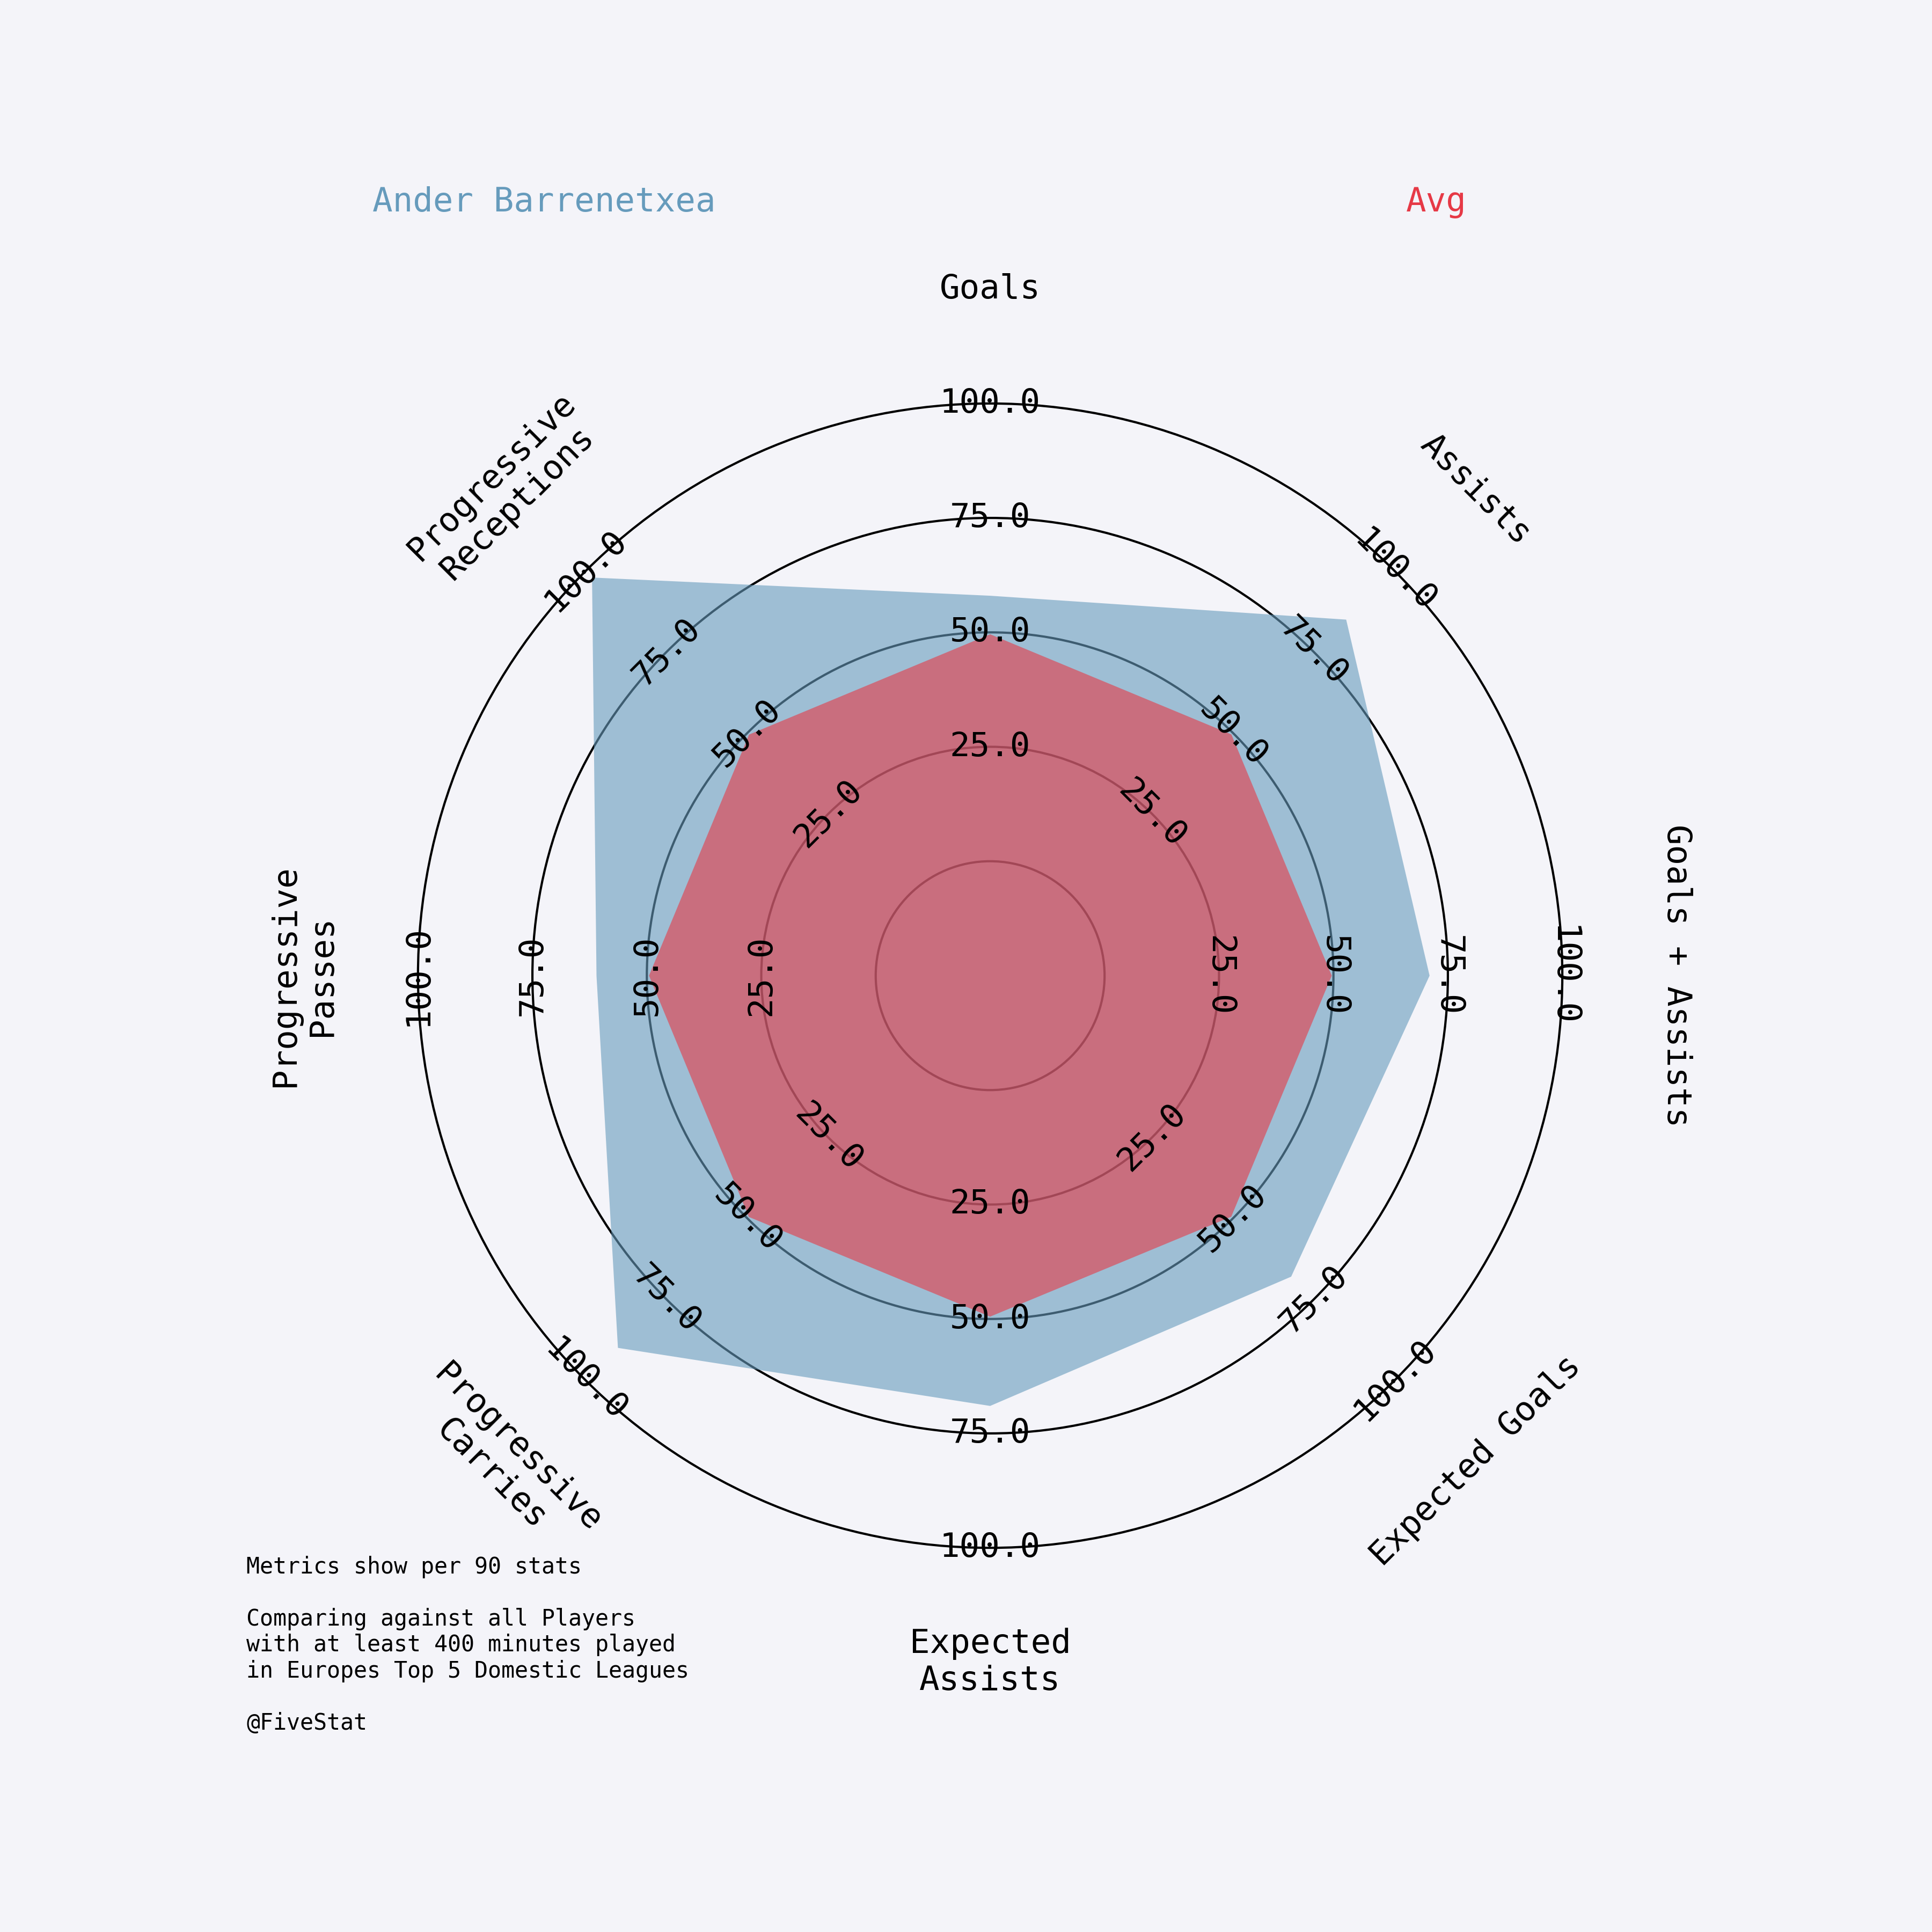 Ander Barrenetxea
Avg
Goals
Assists
Goals + Assists
Expected Goals
Expected
Assists
Progressive
Carries
Progressive
Passes
Progressive
Receptions
25.0
50.0
75.0
100.0
25.0
50.0
75.0
100.0
25.0
50.0
75.0
100.0
25.0
50.0
75.0
100.0
25.0
50.0
75.0
100.0
25.0
50.0
75.0
100.0
25.0
50.0
75.0
100.0
25.0
50.0
75.0
100.0
Metrics show per 90 stats
Comparing against all Players
with at least 400 minutes played
in Europes Top 5 Domestic Leagues
@FiveStat